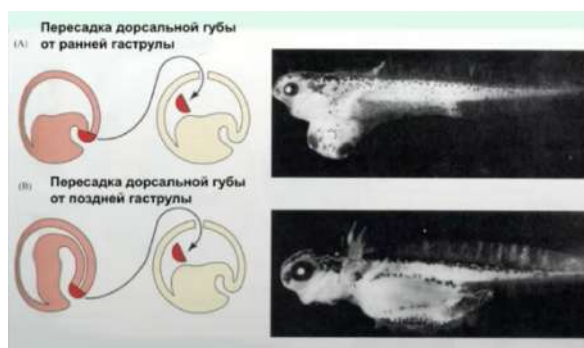 Пересадка дорсальной губы
(A) от ранней гаструлы
Пересадка дорсальной губы
(B) от поздней гаструлы